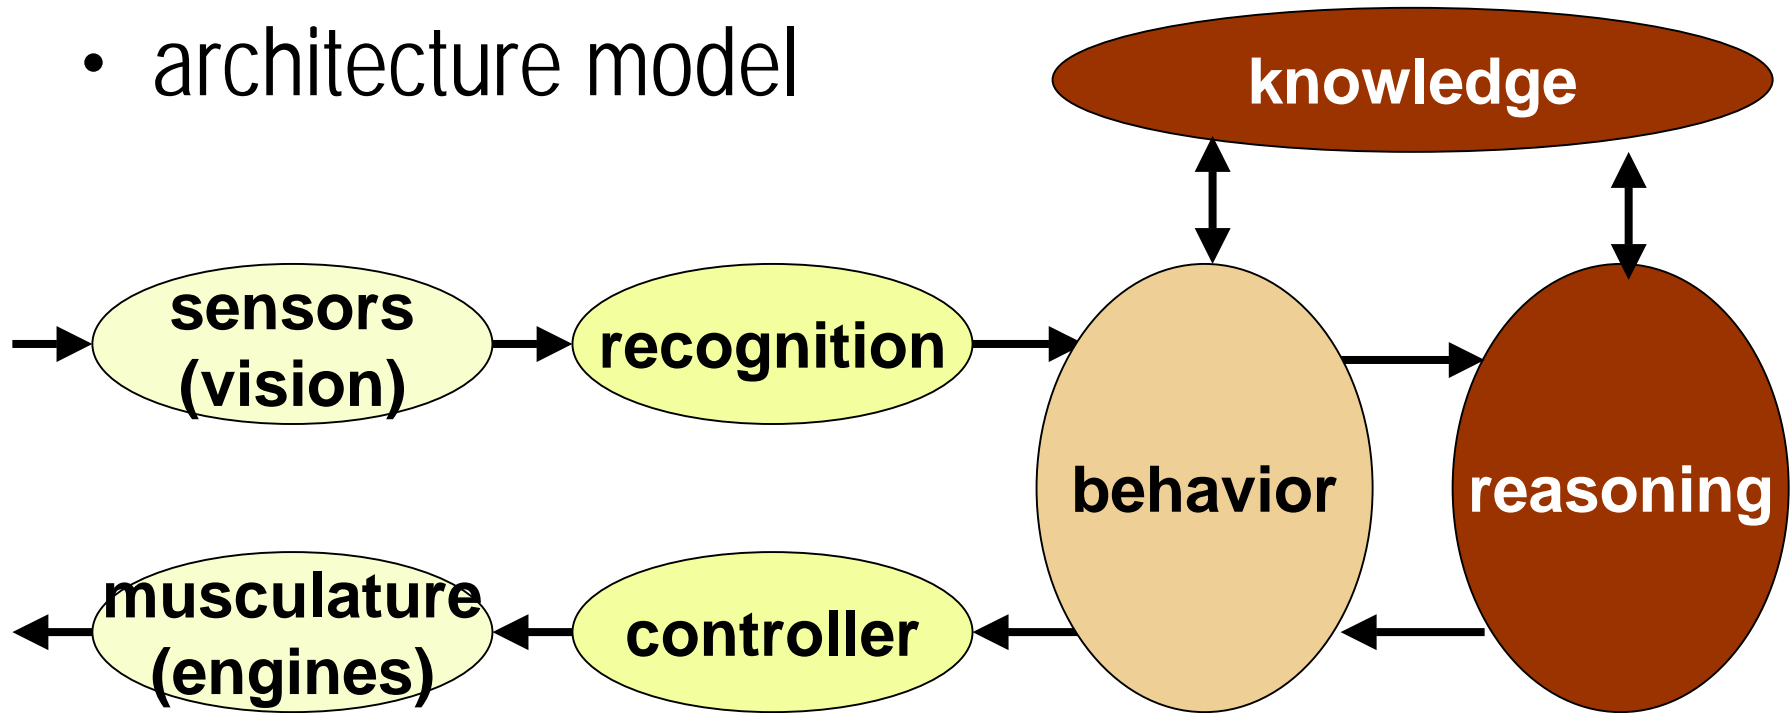 • architecture model
knowledge
sensors
(vision)
recognition
behavior
reasoning
musculature
(engines)
controller